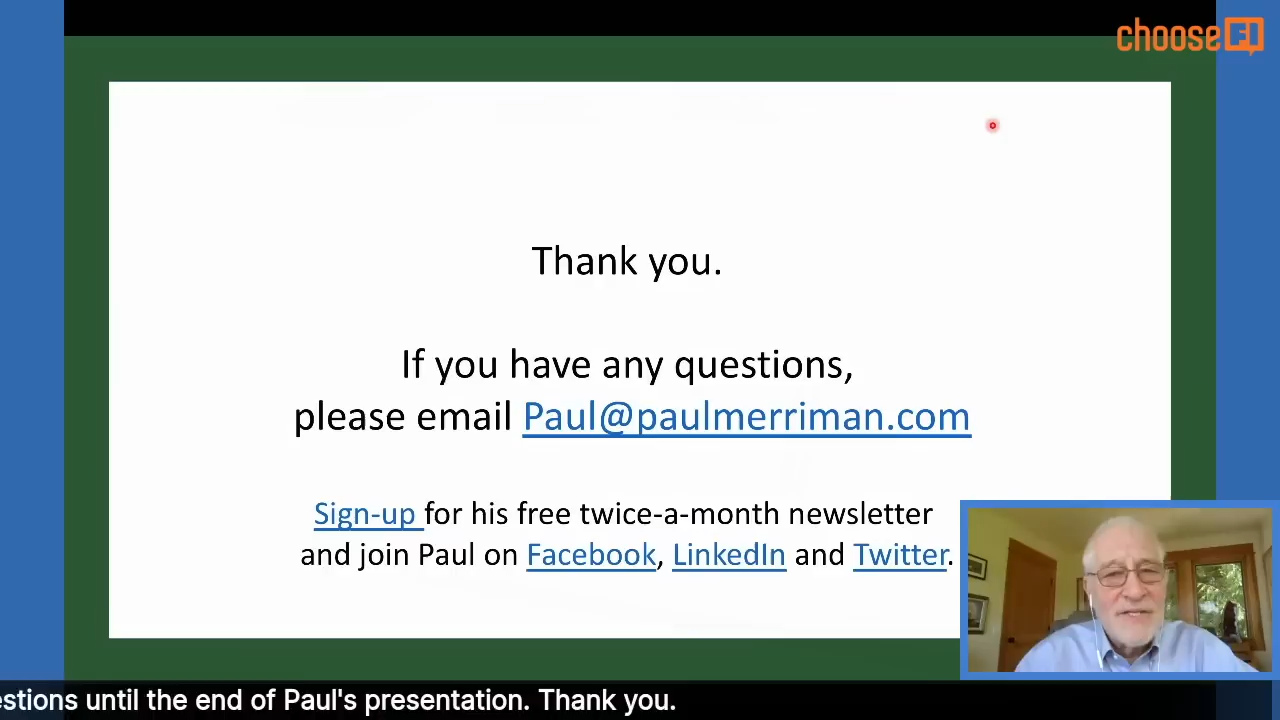 chooseFI
Thank you.
If you have any questions,
please email Paul@paulmerriman.com
Sign-up for his free twice-a-month newsletter
and join Paul on Facebook, LinkedIn and Twitter.
estions until the end of Paul's presentation. Thank you.